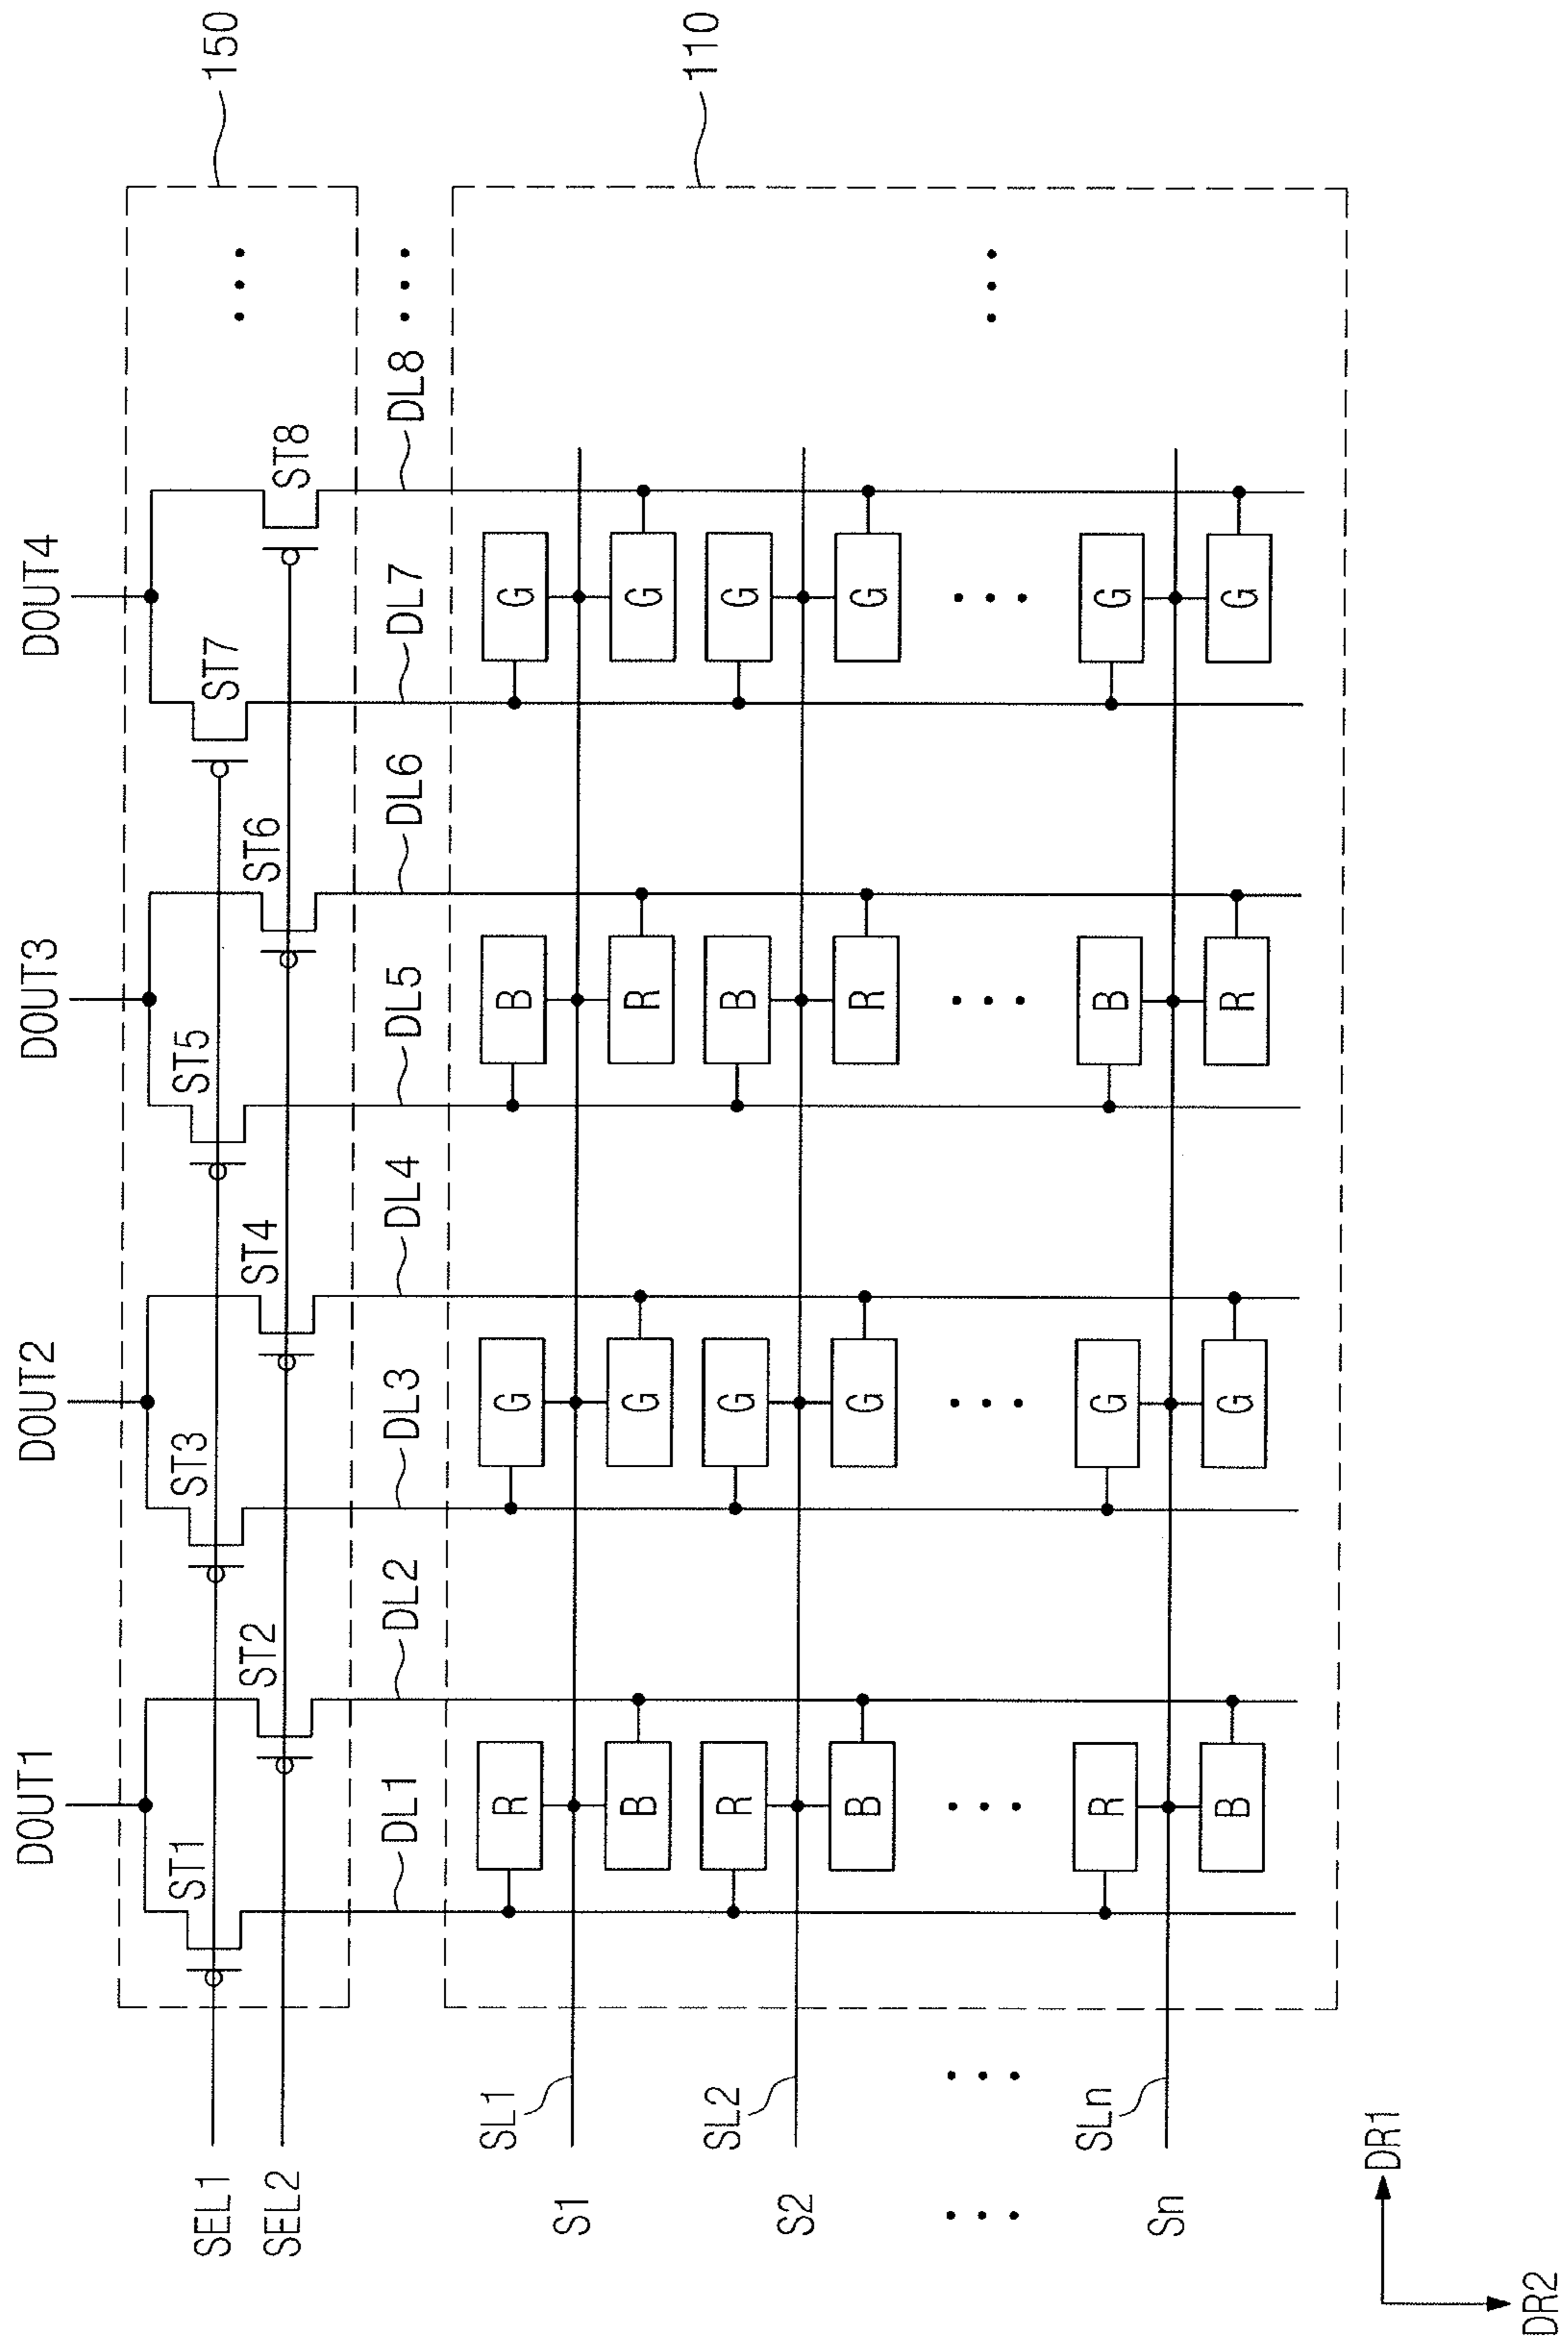 DOUT1 DOUT2 DOUT3 DOUT4
ST1 ST3 ST5 ST7
SEL1
150
ST2 ST4 ST6 ST8
SEL2
DL1 DL2 DL3 DL4 DL5 DL6 DL7 DL8
SL1
R G B G
S1
B G R G
110
SL2
R G B G
S2
B G R G
SLn
R G B G
Sn
B G R G
DR1
DR2